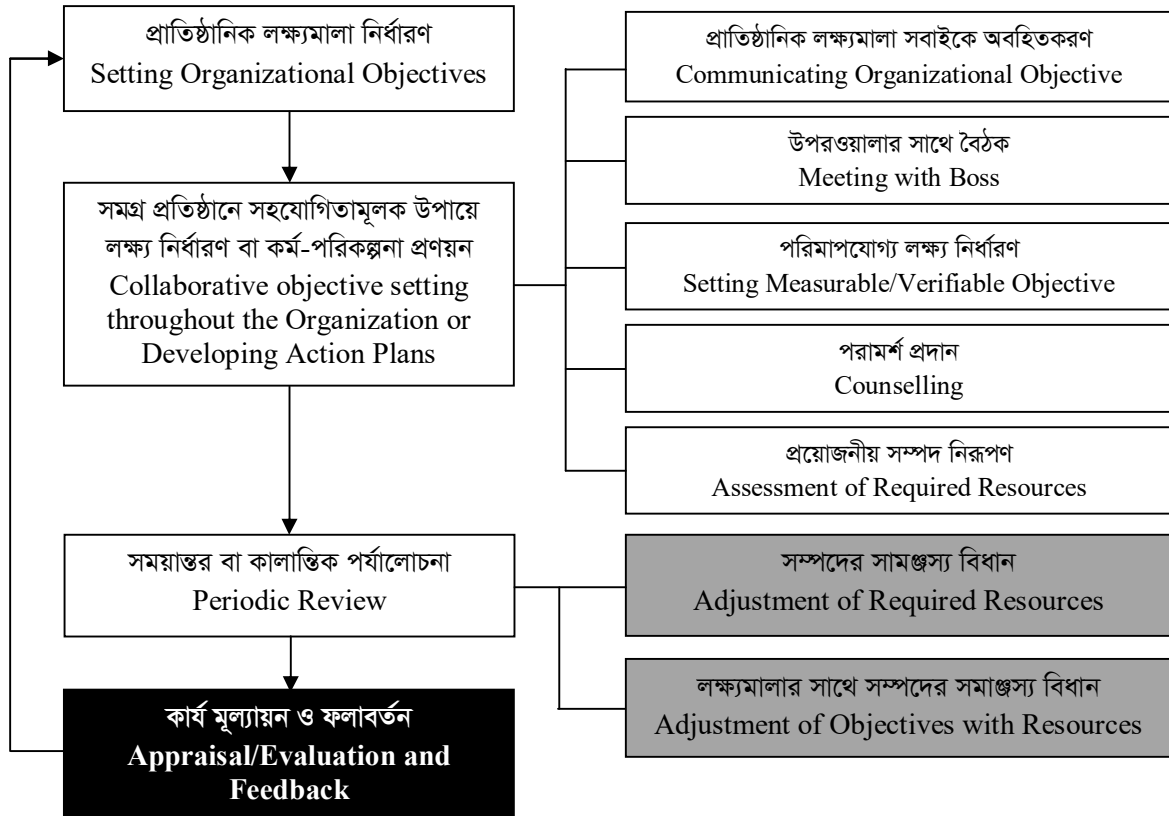 প্রাতিষ্ঠানিক লক্ষ্যমালা নির্ধারণ
Setting Organizational Objectives
সমগ্র প্রতিষ্ঠানে সহযোগিতামূলক উপায়ে
লক্ষ্য নির্ধারণ বা কর্ম-পরিকল্পনা প্রণয়ন
Collaborative objective setting
throughout the Organization or
Developing Action Plans
প্রাতিষ্ঠানিক লক্ষ্যমালা সবাইকে অবহিতকরণ
Communicating Organizational Objective
উপরওয়ালার সাথে বৈঠক
Meeting with Boss
পরিমাপযোগ্য লক্ষ্য নির্ধারণ
Setting Measurable/Verifiable Objective
পরামর্শ প্রদান
Counselling
প্রয়োজনীয় সম্পদ নিরূপণ
Assessment of Required Resources
সময়ান্তর বা কালান্তিক পর্যালোচনা
Periodic Review
সম্পদের সামঞ্জস্য বিধান
Adjustment of Required Resources
লক্ষ্যমালার সাথে সম্পদের সমাঞ্জস্য বিধান
Adjustment of Objectives with Resources
কার্য মূল্যায়ন ও ফলাবর্তন
Appraisal/Evaluation and
Feedback